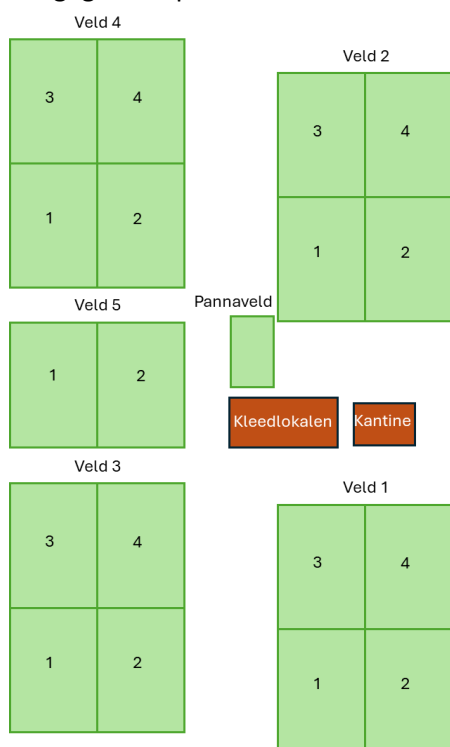 Veld 4
3 4
1 2
Veld 2
3 4
1 2
Veld 5
1 2
Pannaveld
Kleedlokalen
Kantine
Veld 3
3 4
1 2
Veld 1
3 4
1 2